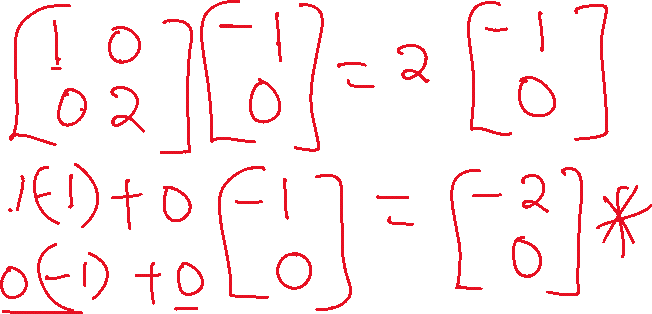 [1 0] [-1] = 2 [-1]
[0 2] [0] [0]
.1(-1) + 0 [-1] = [-2] *
0(-1) + 0 [0] [0]